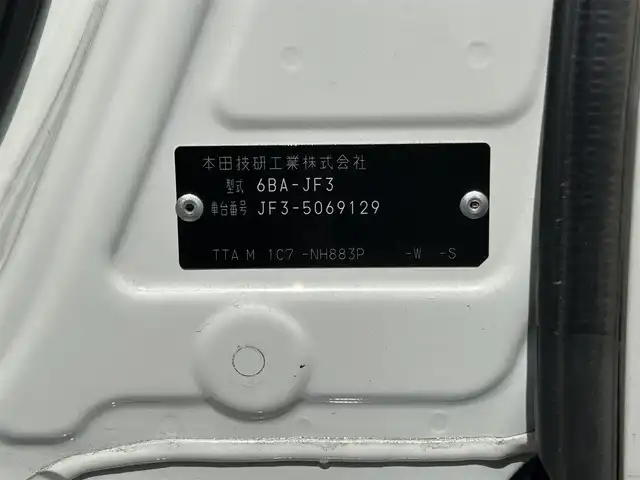 本田技研工業株式会社
型式 6BA-JF3
車台番号 JF3-5069129
TTA M 1C7 -NH883P -W -S